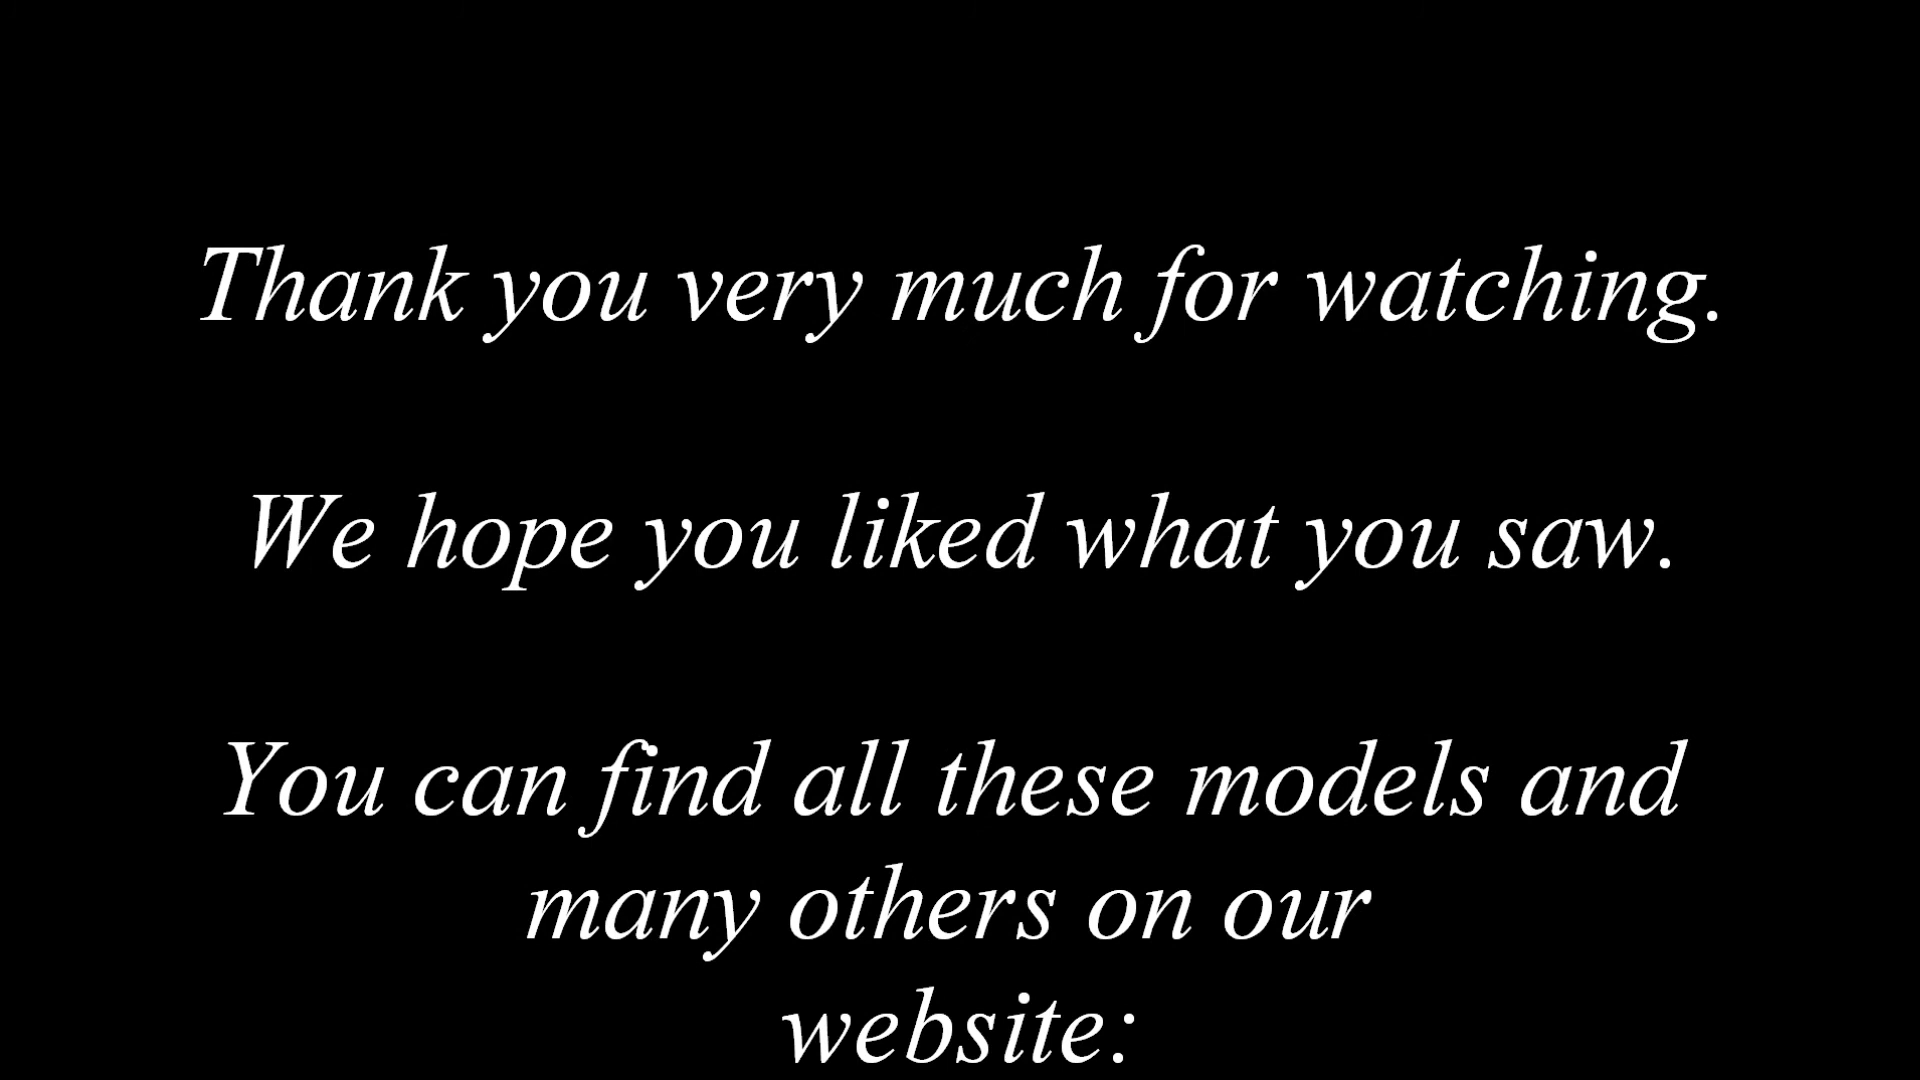 Thank you very much for watching.
We hope you liked what you saw.
You can find all these models and
many others on our
website: